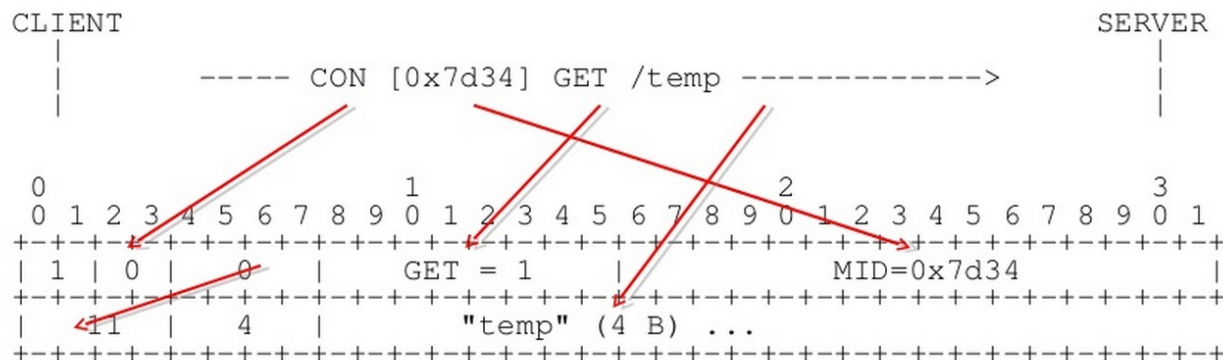 CLIENT SERVER
| |
| ----- CON [0x7d34] GET /temp -------------> |
| |
0 1 2 3
0 1 2 3 4 5 6 7 8 9 0 1 2 3 4 5 6 7 8 9 0 1 2 3 4 5 6 7 8 9 0 1
+-+-+-+-+-+-+-+-+-+-+-+-+-+-+-+-+-+-+-+-+-+-+-+-+-+-+-+-+-+-+-+-+
| 1 | 0 | 0 | GET = 1 | MID=0x7d34 |
+-+-+-+-+-+-+-+-+-+-+-+-+-+-+-+-+-+-+-+-+-+-+-+-+-+-+-+-+-+-+-+-+
| 11 | 4 | "temp" (4 B) ...
+-+-+-+-+-+-+-+-+-+-+-+-+-+-+-+-+-+-+-+-+-+-+-+-+-+-+-+-+-+-+-+-+